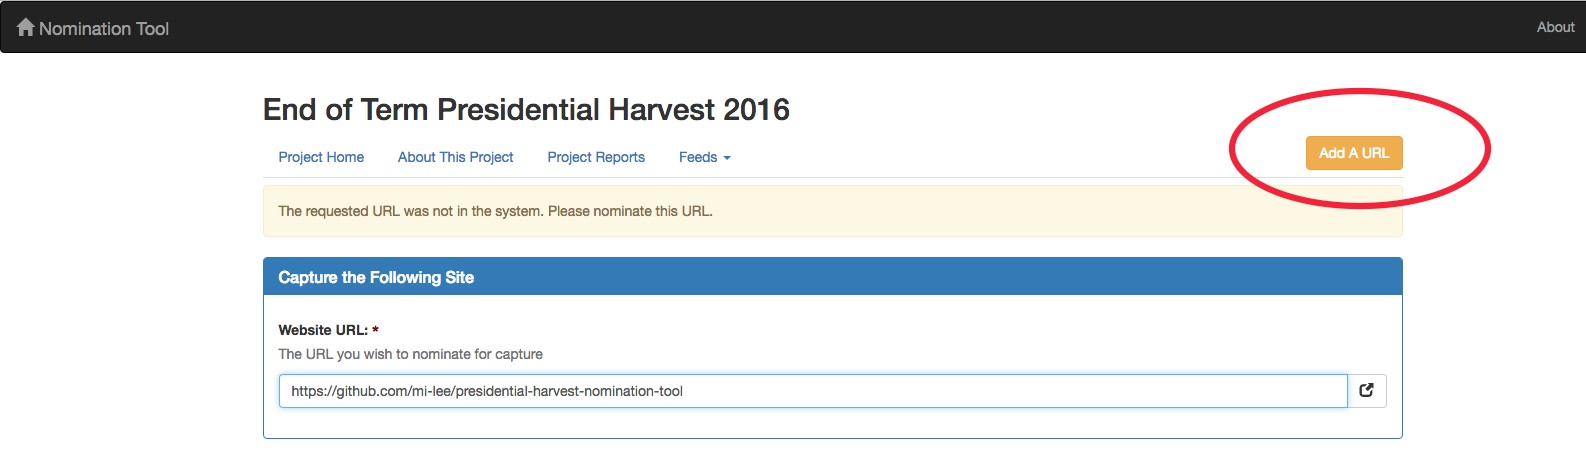 Nomination Tool
About
End of Term Presidential Harvest 2016
Project Home About This Project Project Reports Feeds
Add A URL
The requested URL was not in the system. Please nominate this URL.
Capture the Following Site
Website URL: *
The URL you wish to nominate for capture
https://github.com/mi-lee/presidential-harvest-nomination-tool